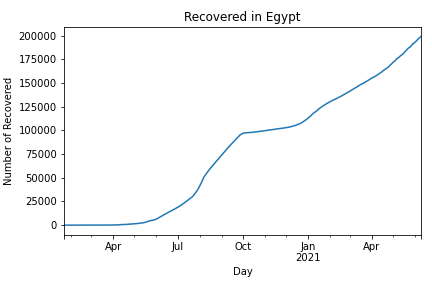 Recovered in Egypt
200000
175000
150000
125000
100000
75000
50000
25000
0
Number of Recovered
Apr Jul Oct Jan Apr
2021
Day